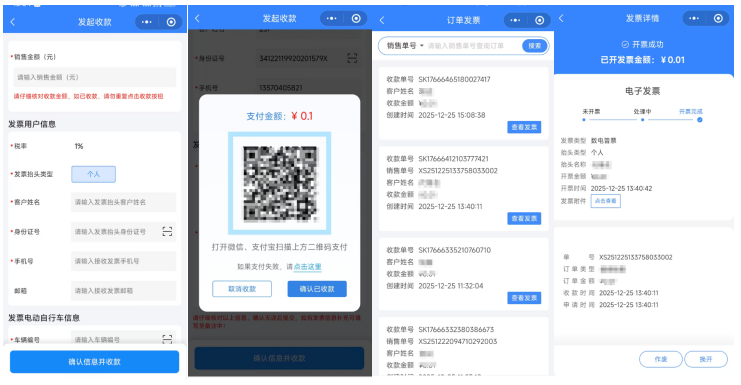 发起收款
*销售金额（元）
请输入销售金额（元）
请仔细核对收款金额，如已收款，请勿重复点击收款按钮
发票用户信息
*税率 1%
*发票抬头类型 个人
*客户姓名 请输入发票抬头客户姓名
*身份证号 请输入发票抬头身份证号
*手机号 请输入接收发票手机号
邮箱 请输入接收发票邮箱
发票电动自行车信息
*车辆编号 请输入车辆编号
确认信息并收款
发起收款
*身份证号 34122119920201579X
*手机号 13570405821
支付金额：¥ 0.1
打开微信、支付宝扫描上方二维码支付
如果支付失败，请点击这里
取消收款
确认已收款
确认信息并收款
订单发票
销售单号 请输入销售单号查询订单 搜索
收款单号 SK17666465180027417
客户姓名
收款金额
创建时间 2025-12-25 15:08:38
查看发票
收款单号 SK17666412103777421
销售单号 XS251225133758033002
客户姓名
收款金额
创建时间 2025-12-25 13:40:11
查看发票
收款单号 SK17666335210760710
客户姓名
收款金额
创建时间 2025-12-25 11:32:04
查看发票
收款单号 SK17666332380386673
销售单号 XS251222094710292003
客户姓名
收款金额
发票详情
开票成功
已开发票金额：¥ 0.01
电子发票
未开票 处理中 开票完成
发票类型 数电普票
抬头类型 个人
抬头名称
开票金额
开票时间 2025-12-25 13:40:42
发票附件 点击查看
单号 XS251225133758033002
订单类型
订单金额
收款时间 2025-12-25 13:40:11
申请时间 2025-12-25 13:40:11
作废
换开